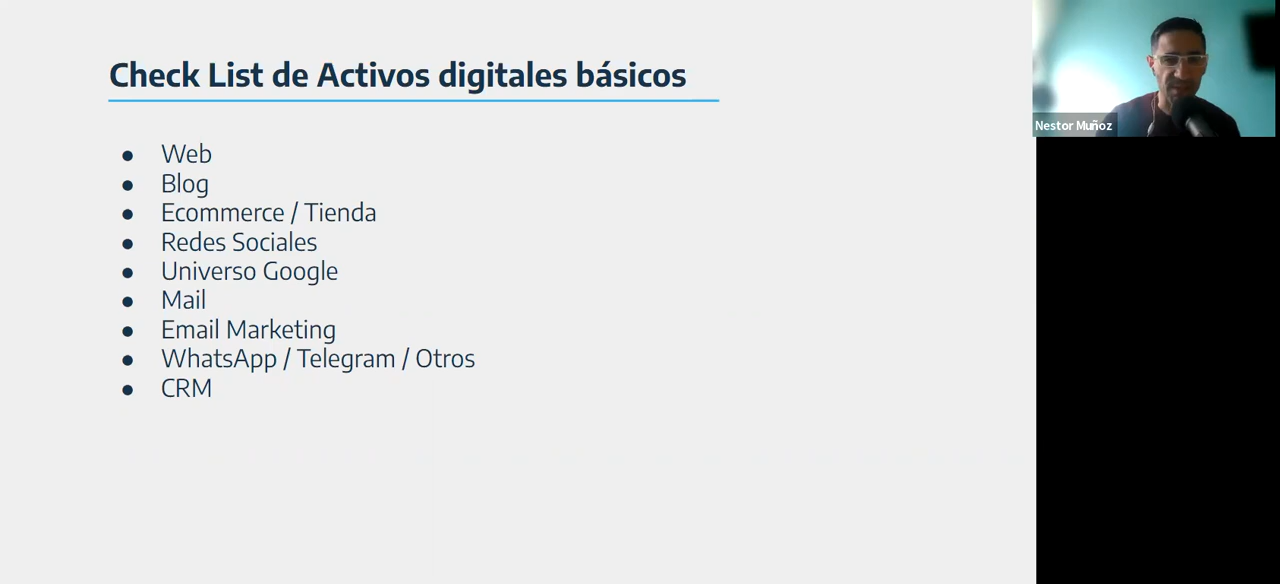 Check List de Activos digitales básicos
● Web
● Blog
● Ecommerce / Tienda
● Redes Sociales
● Universo Google
● Mail
● Email Marketing
● WhatsApp / Telegram / Otros
● CRM
Nestor Muñoz